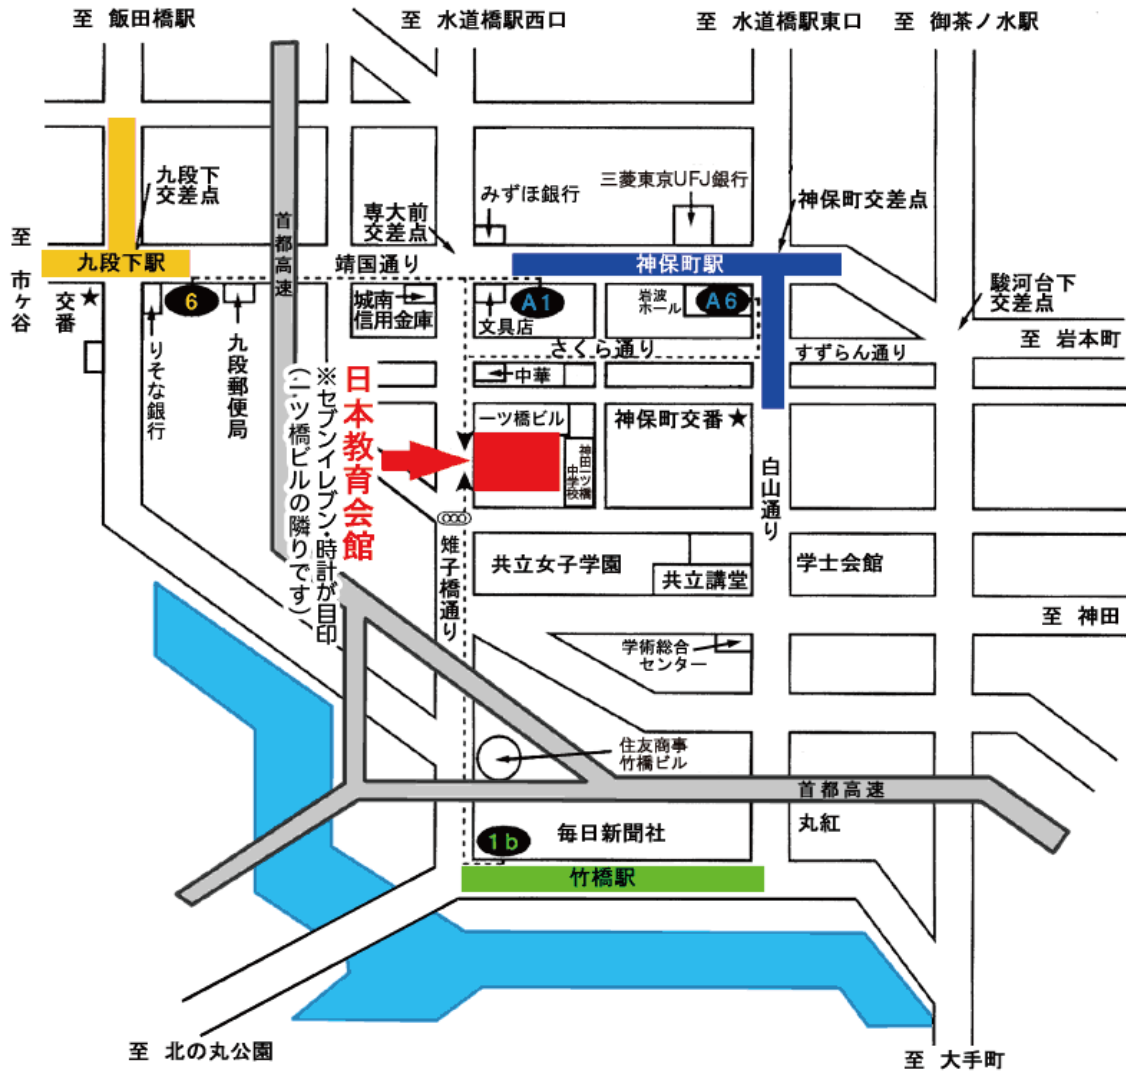 至 飯田橋駅
至 水道橋駅西口
至 水道橋駅東口
至 御茶ノ水駅
九段下
交差点
みずほ銀行
三菱東京UFJ銀行
専大前
交差点
神保町交差点
首都高速
至 市ヶ谷
九段下駅
靖国通り
神保町駅
駿河台下
交差点
交番★
6
城南
信用金庫
A1
文具店
岩波
ホール
A6
至 岩本町
りそな銀行
九段郵便局
さくら通り
すずらん通り
中華
日本教育会館
※セブンイレブン・時計が目印
(一ツ橋ビルの隣りです)
一ツ橋ビル
神保町交番★
神田一ツ橋
中学校
白山通り
雉子橋通り
共立女子学園
共立講堂
学士会館
至 神田
学術総合
センター
住友商事
竹橋ビル
首都高速
丸紅
毎日新聞社
1b
竹橋駅
至 北の丸公園
至 大手町